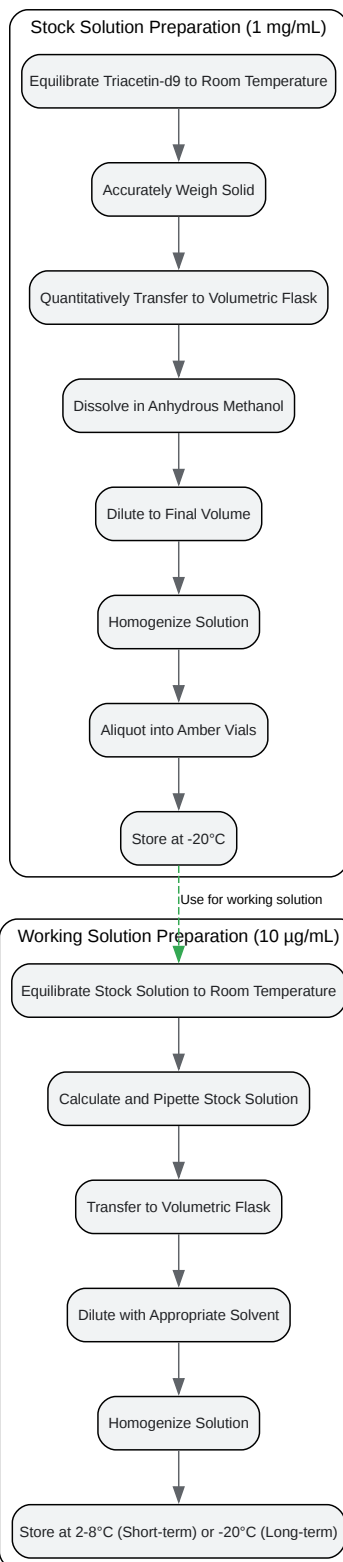 Stock Solution Preparation (1 mg/mL)
Equilibrate Triacetin-d9 to Room Temperature
Accurately Weigh Solid
Quantitatively Transfer to Volumetric Flask
Dissolve in Anhydrous Methanol
Dilute to Final Volume
Homogenize Solution
Aliquot into Amber Vials
Store at -20°C
Use for working solution
Working Solution Preparation (10 µg/mL)
Equilibrate Stock Solution to Room Temperature
Calculate and Pipette Stock Solution
Transfer to Volumetric Flask
Dilute with Appropriate Solvent
Homogenize Solution
Store at 2-8°C (Short-term) or -20°C (Long-term)